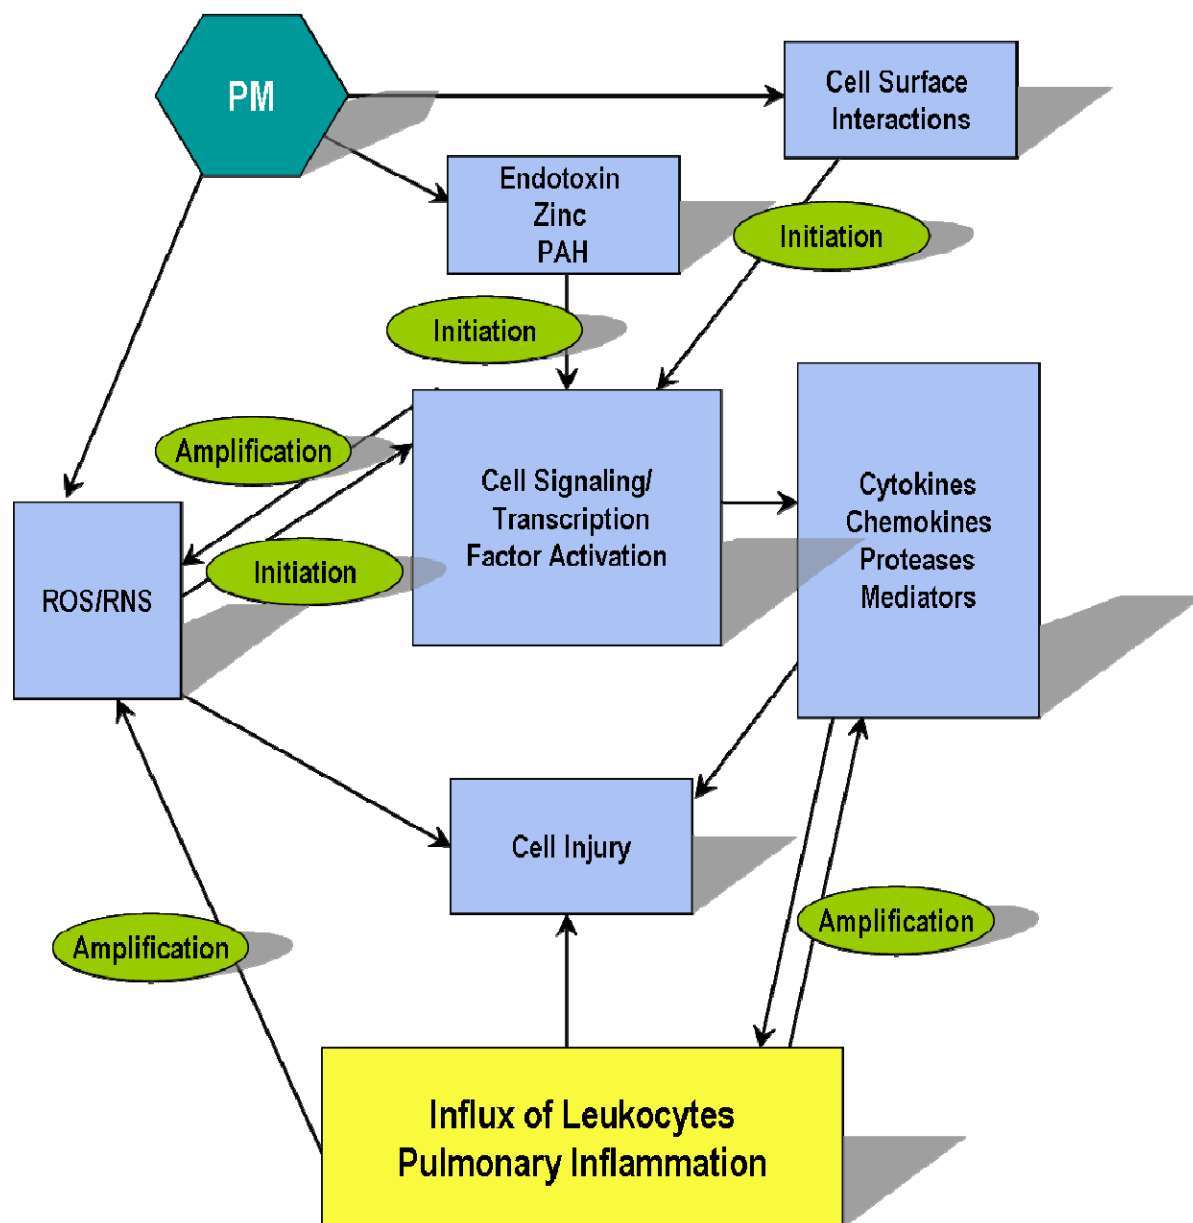 PM
Cell Surface
Interactions
Endotoxin
Zinc
PAH
Initiation
Initiation
Amplification
Cell Signaling/
Transcription
Factor Activation
Cytokines
Chemokines
Proteases
Mediators
Initiation
ROS/RNS
Cell Injury
Amplification
Amplification
Influx of Leukocytes
Pulmonary Inflammation